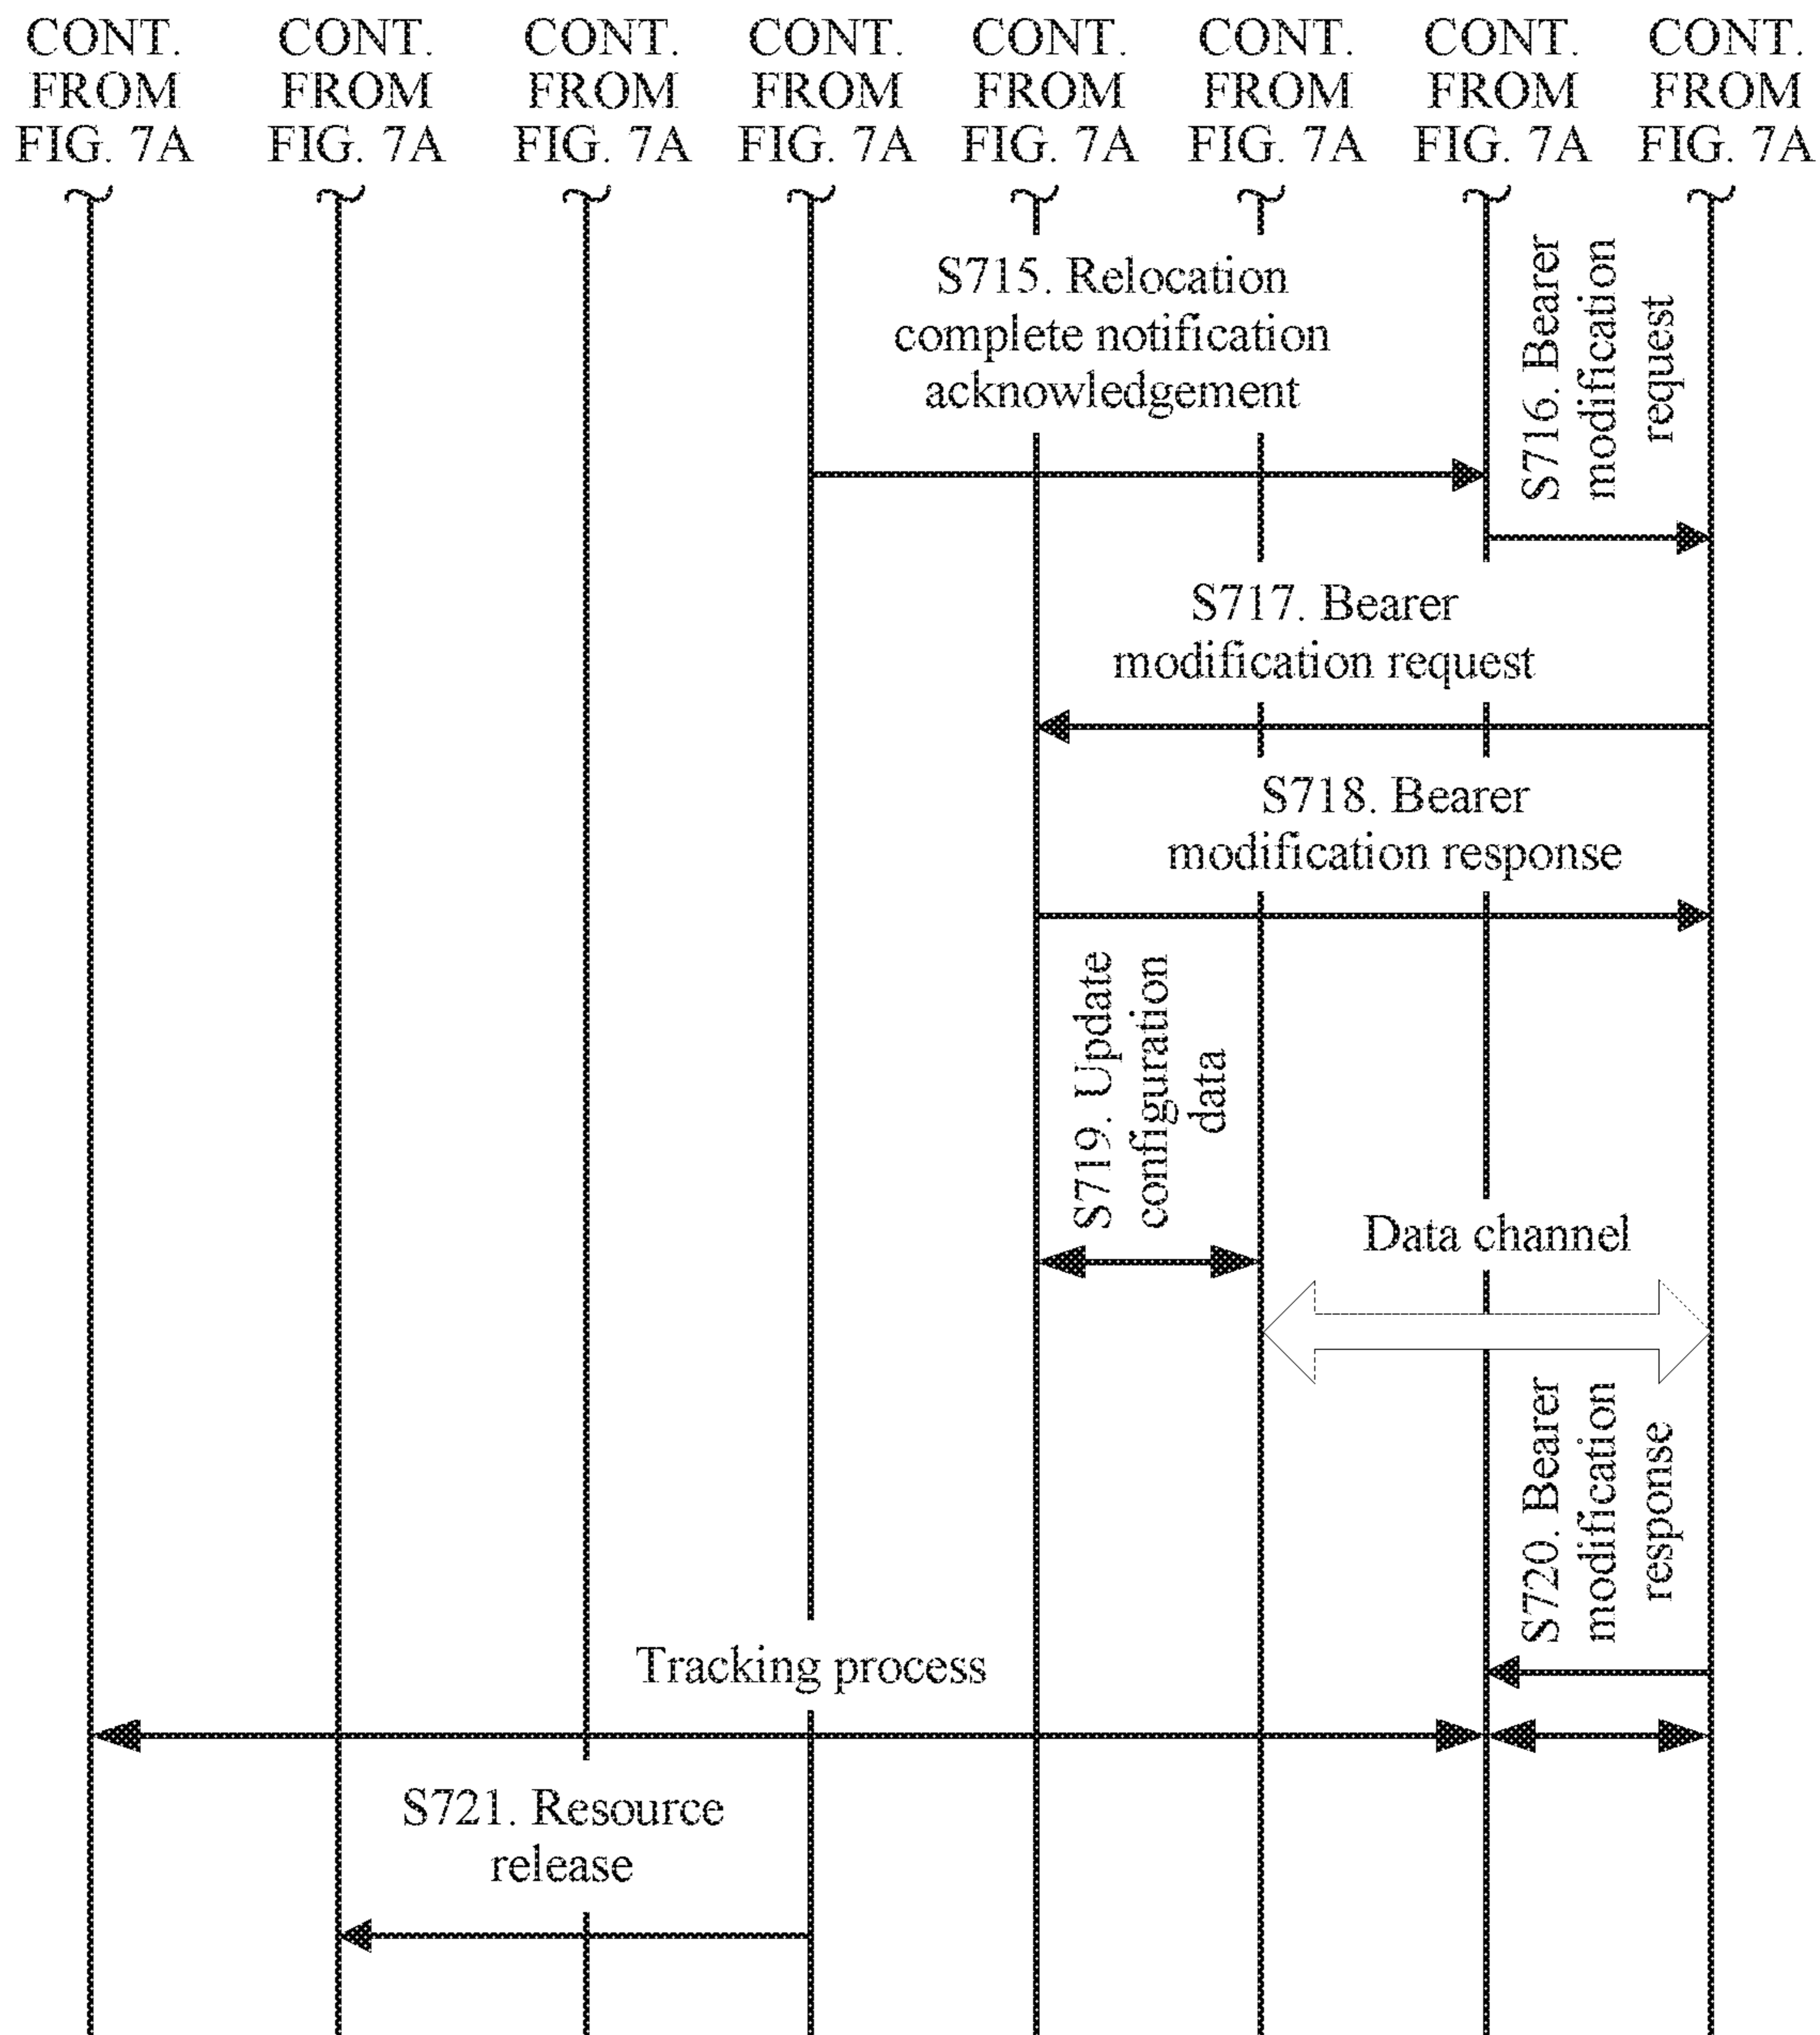 CONT. CONT. CONT. CONT. CONT. CONT. CONT. CONT.
FROM FROM FROM FROM FROM FROM FROM FROM
FIG. 7A FIG. 7A FIG. 7A FIG. 7A FIG. 7A FIG. 7A FIG. 7A FIG. 7A
S715. Relocation
complete notification
acknowledgement
S716. Bearer
modification
request
S717. Bearer
modification request
S718. Bearer
modification response
S719. Update
configuration
data
Data channel
S720. Bearer
modification
response
Tracking process
S721. Resource
release